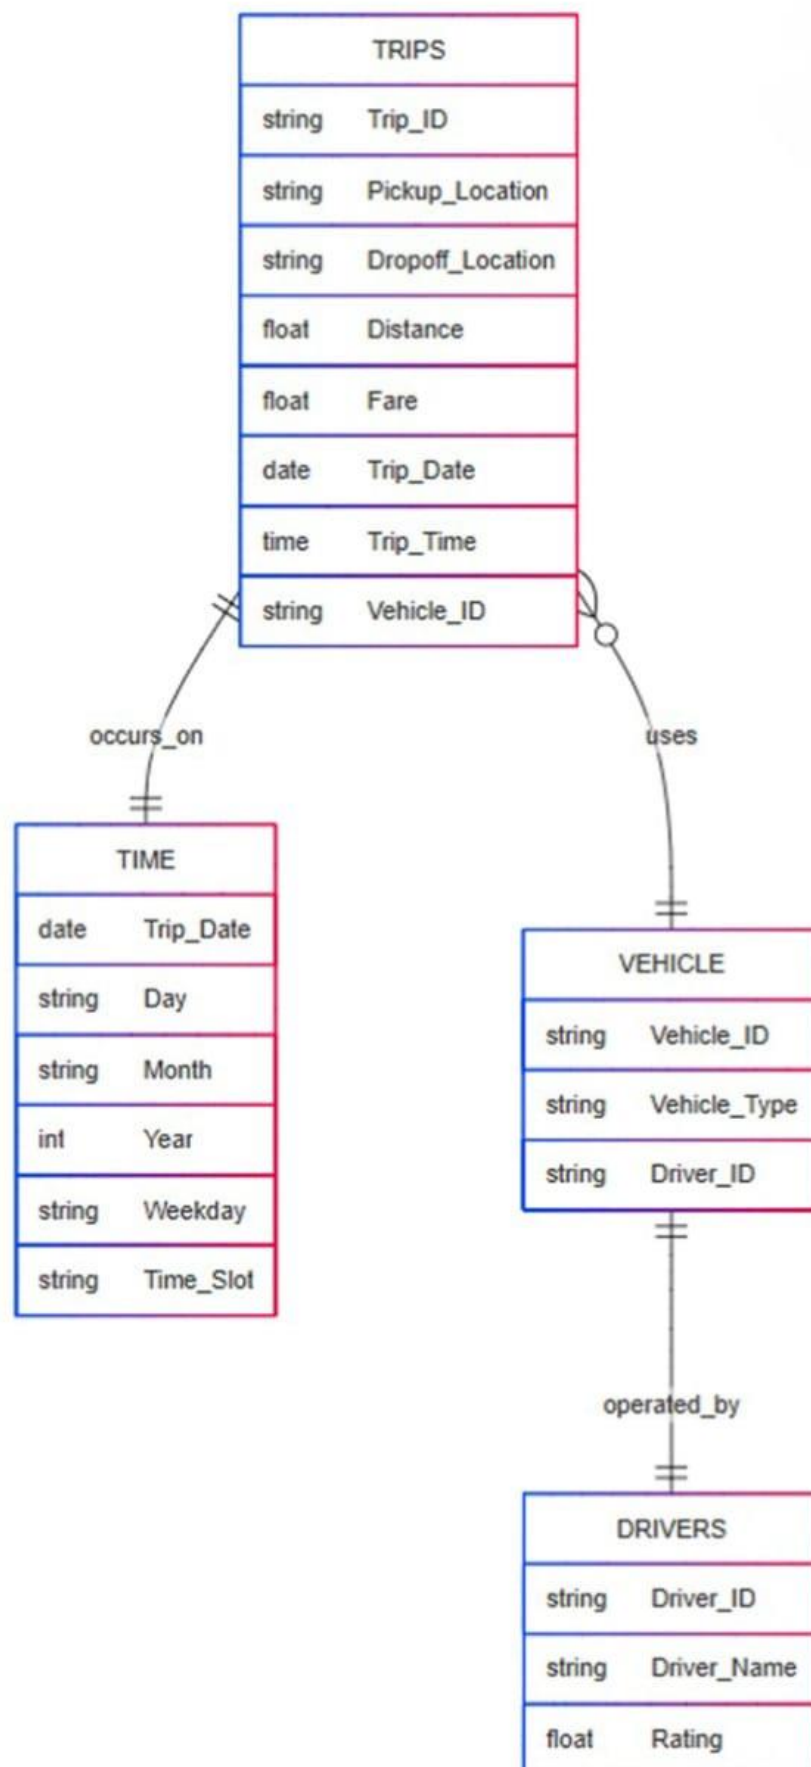 TRIPS
string Trip_ID
string Pickup_Location
string Dropoff_Location
float Distance
float Fare
date Trip_Date
time Trip_Time
string Vehicle_ID
occurs_on
uses
TIME
date Trip_Date
string Day
string Month
int Year
string Weekday
string Time_Slot
VEHICLE
string Vehicle_ID
string Vehicle_Type
string Driver_ID
operated_by
DRIVERS
string Driver_ID
string Driver_Name
float Rating